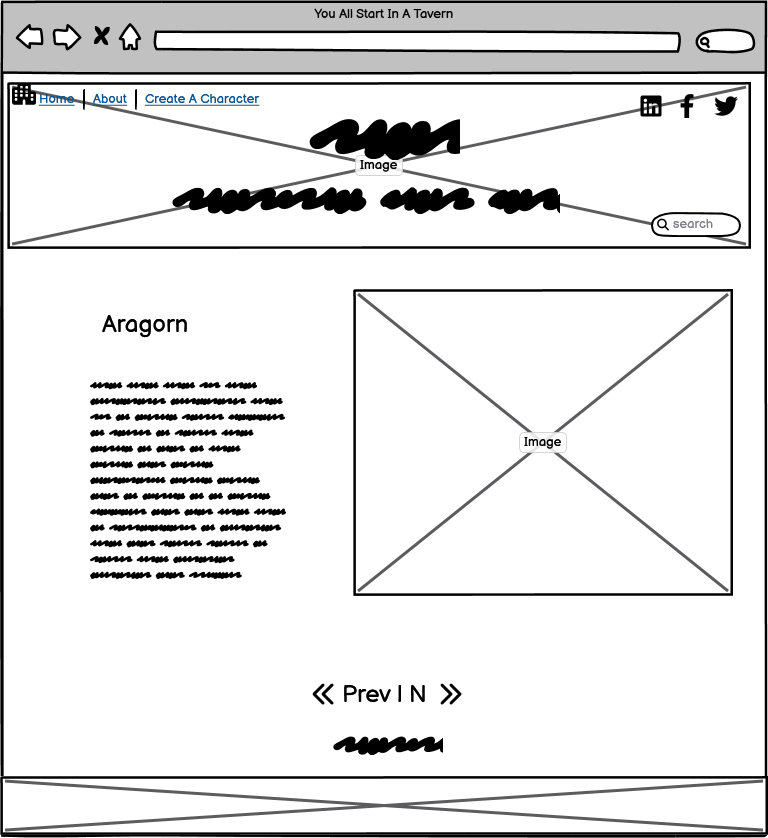 You All Start In A Tavern
Home About Create A Character
Image
search
Aragorn
Image
Prev | N